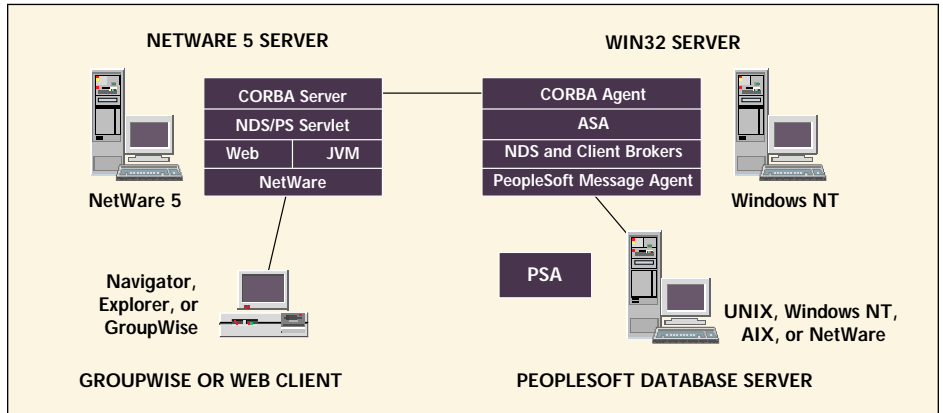 NETWARE 5 SERVER
WIN32 SERVER
CORBA Server
NDS/PS Servlet
Web
JVM
NetWare
NetWare 5
CORBA Agent
ASA
NDS and Client Brokers
PeopleSoft Message Agent
Windows NT
Navigator,
Explorer, or
GroupWise
PSA
UNIX, Windows NT,
AIX, or NetWare
GROUPWISE OR WEB CLIENT
PEOPLESOFT DATABASE SERVER